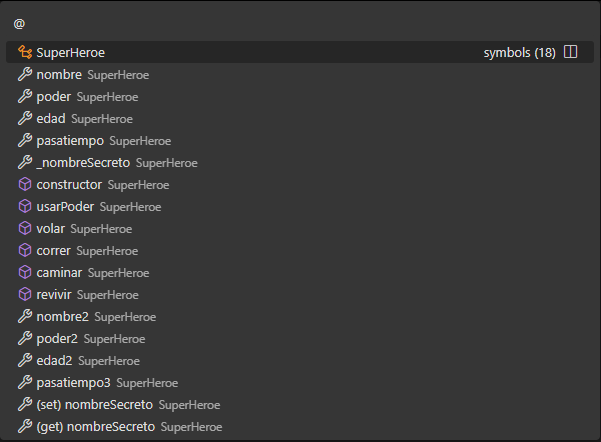 @
SuperHeroe symbols (18)
nombre SuperHeroe
poder SuperHeroe
edad SuperHeroe
pasatiempo SuperHeroe
_nombreSecreto SuperHeroe
constructor SuperHeroe
usarPoder SuperHeroe
volar SuperHeroe
correr SuperHeroe
caminar SuperHeroe
revivir SuperHeroe
nombre2 SuperHeroe
poder2 SuperHeroe
edad2 SuperHeroe
pasatiempo3 SuperHeroe
(set) nombreSecreto SuperHeroe
(get) nombreSecreto SuperHeroe